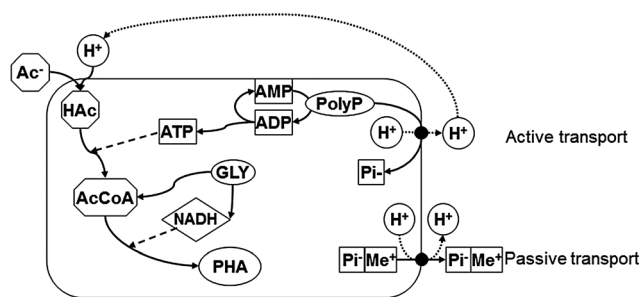 H+
Ac-
HAc
AMP
PolyP
ADP
ATP
H+
H+
Active transport
Pi-
GLY
AcCoA
NADH
H+
H+
PHA
Pi-Me+
Pi-Me+
Passive transport